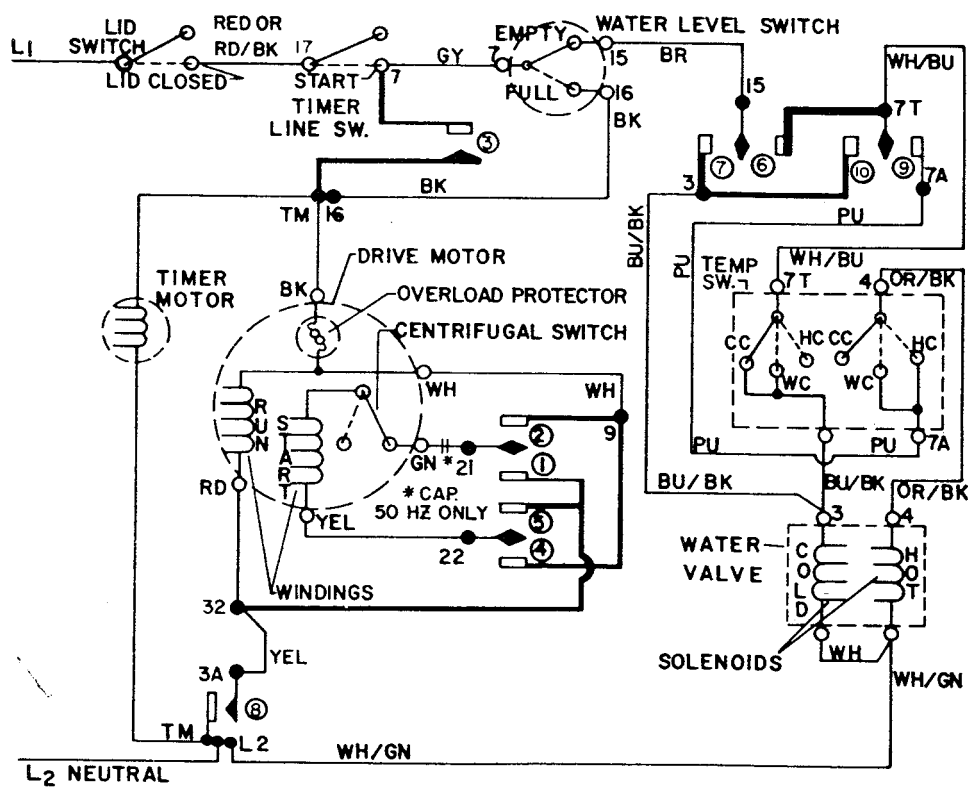 L1
LID
SWITCH
RED OR
RD/BK
17
LID CLOSED
START
7
TIMER
LINE SW.
GY
7
EMPTY
FULL
WATER LEVEL SWITCH
15
16
BR
BK
15
WH/BU
7T
3
7
6
10
9
3
7A
BK
TM
16
BU/BK
PU
PU
WH/BU
TEMP
SW.
7T
4
OR/BK
CC
HC
CC
HC
WC
WC
PU
PU
7A
TIMER
MOTOR
DRIVE MOTOR
BK
OVERLOAD PROTECTOR
CENTRIFUGAL SWITCH
WH
WH
RUN
START
9
2
GN
*
21
1
RD
* CAP.
50 HZ ONLY
YEL
5
22
4
BU/BK
BU/BK
OR/BK
3
4
WATER
VALVE
COLD
HOT
WINDINGS
32
YEL
SOLENOIDS
WH
WH/GN
3A
8
TM
L2
WH/GN
L2 NEUTRAL